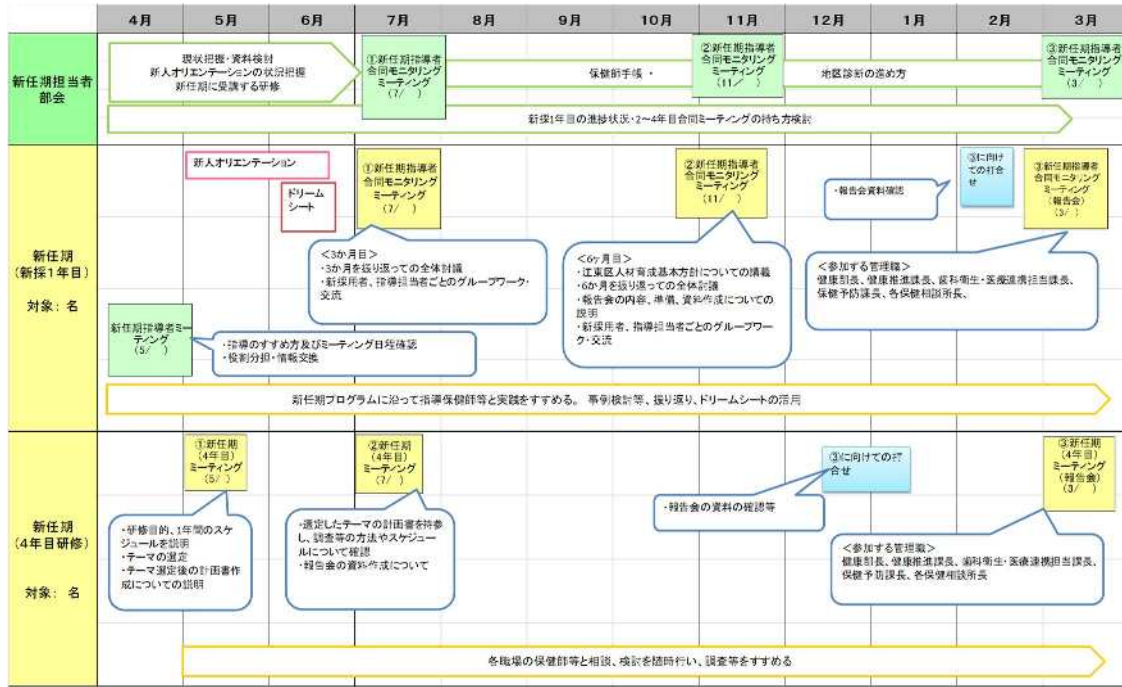 4月 5月 6月 7月 8月 9月 10月 11月 12月 1月 2月 3月
新任期担当者
部会
現状把握・資料検討
新人オリエンテーションの状況把握
新任期に受講する研修
①新任期指導者
合同モニタリング
ミーティング
(7/ )
保健師手帳・
②新任期指導者
合同モニタリング
ミーティング
(11/ )
地区診断の進め方
③新任期指導者
合同モニタリング
ミーティング
(3/ )
新採1年目の進捗状況・2~4年目合同ミーティングの持ち方検討
新任期
(新採1年目)
対象: 名
新人オリエンテーション
ドリーム
シート
①新任期指導者
合同モニタリング
ミーティング
(7/ )
②新任期指導者
合同モニタリング
ミーティング
(11/ )
・報告会資料確認
③に向け
ての打合
せ
③新任期指導者
合同モニタリング
ミーティング
(報告会)
(3/ )
<3か月目>
・3か月を振り返っての全体討議
・新採用者、指導担当者ごとのグループワーク・
交流
<6ヶ月目>
・江東区人材育成基本方針についての講義
・6か月を振り返っての全体討議
・報告会の内容、準備、資料作成についての
説明
・新採用者、指導担当者ごとのグループワー
ク・交流
<参加する管理職>
健康部長、健康推進課長、歯科衛生・医療連携担当課長、
保健予防課長、各保健相談所長、
新任期指導者ミー
ティング
(5/ )
・指導のすすめ方及びミーティング日程確認
・役割分担・情報交換
新任期プログラムに沿って指導保健師等と実践をすすめる。 事例検討等、振り返り、ドリームシートの活用
新任期
(4年目研修)
対象: 名
①新任期
(4年目)
ミーティング
(5/ )
②新任期
(4年目)
ミーティング
(7/ )
③に向けての打
合せ
③新任期
(4年目)
ミーティング
(報告会)
(3/ )
・研修目的、1年間のスケ
ジュールを説明
・テーマの選定
・テーマ選定後の計画書作
成についての説明
・選定したテーマの計画書を持参
し、調査等の方法やスケジュー
ルについて確認
・報告会の資料作成について
・報告会の資料の確認等
<参加する管理職>
健康部長、健康推進課長、歯科衛生・医療連携担当課長、
保健予防課長、各保健相談所長
各職場の保健師等と相談、検討を随時行い、調査等をすすめる